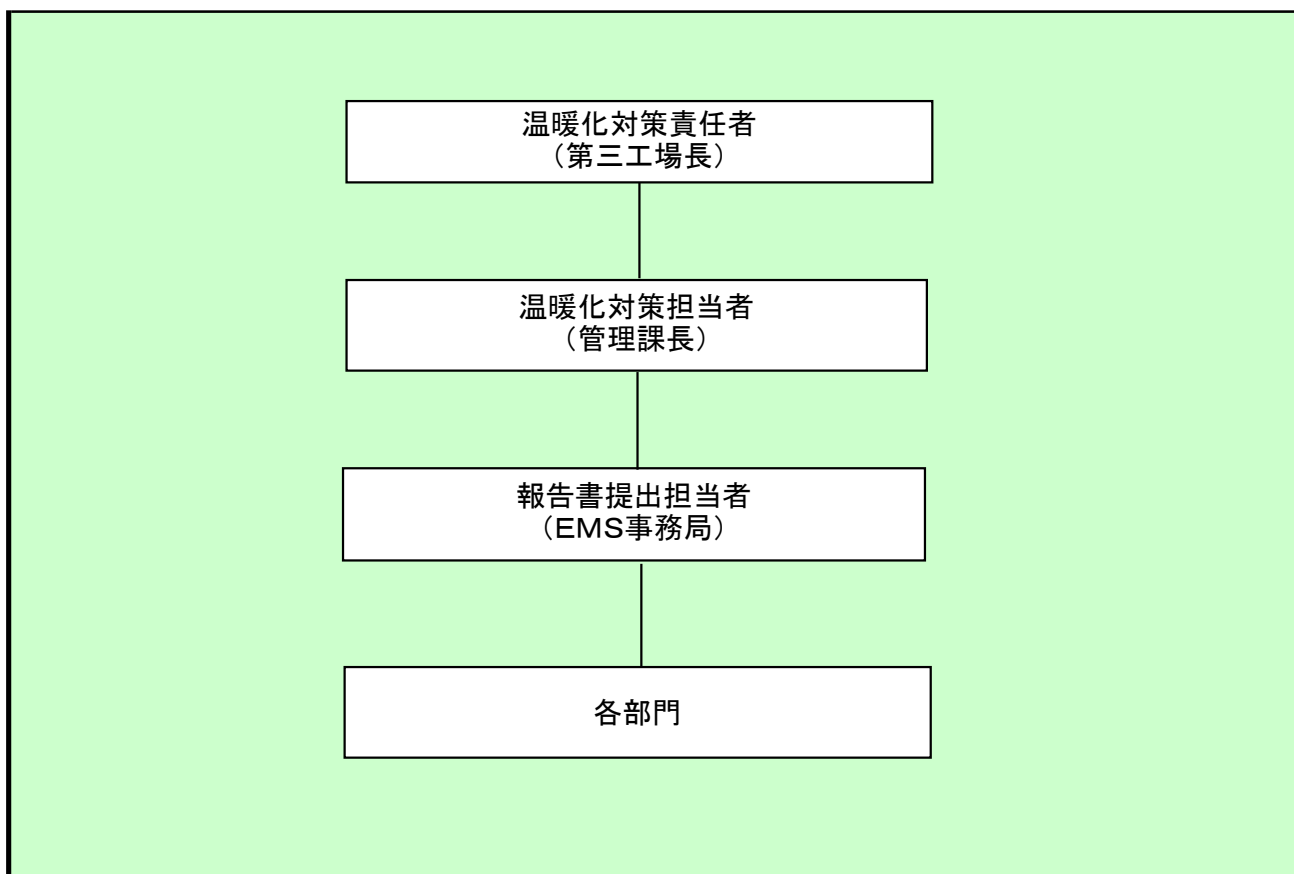 温暖化対策責任者
（第三工場長）
温暖化対策担当者
（管理課長）
報告書提出担当者
（EMS事務局）
各部門